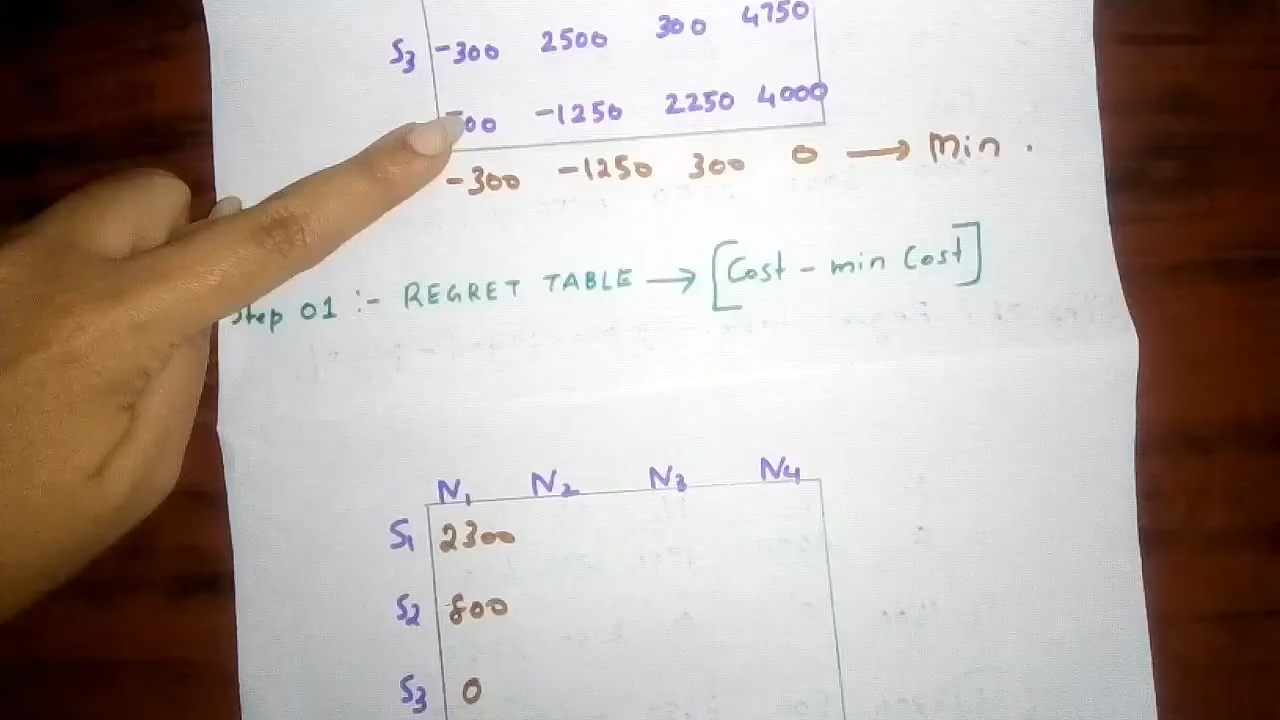 S3 -300 2500 300 4750
-1250 2250 4000
-300 -1250 300 0 → Min.
Step 01 :- REGRET TABLE → [Cost - min Cost]
N1 N2 N3 N4
S1 2300
S2 800
S3 0